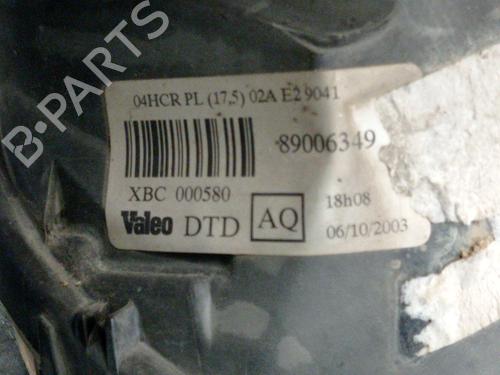 B-PARTS
04HCR PL (17,5) 02A E2 9041
89006349
XBC 000580
Valeo DTD AQ
18h08
06/10/2003